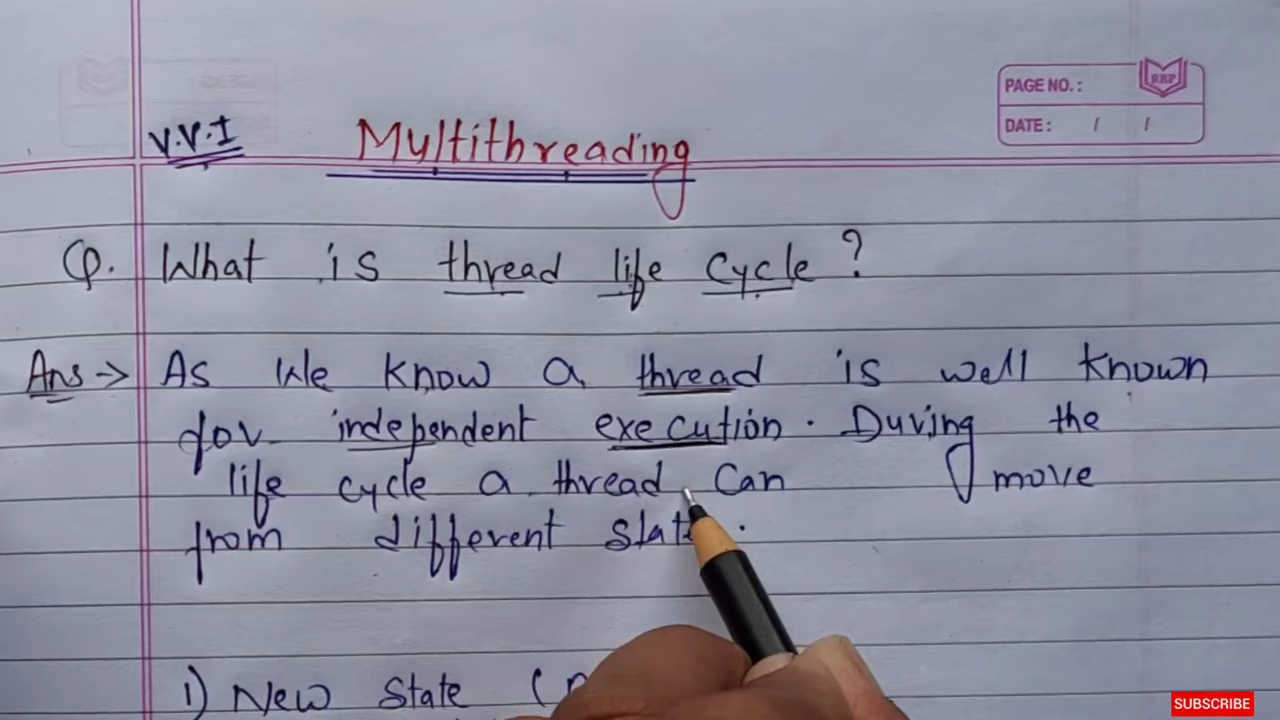 PAGE NO. :
RBP
DATE : / /
V.V.I Multithreading
Q. What is thread life cycle ?
Ans → As We know a thread is well known
for independent execution. During the
life cycle a thread can move
from different
1) New State (
SUBSCRIBE